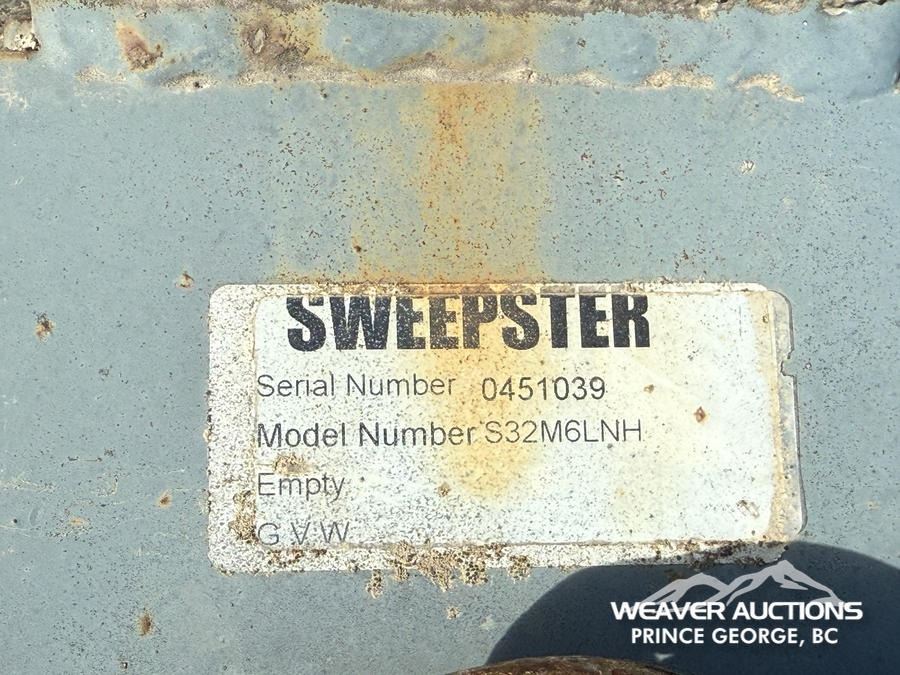 SWEEPSTER
Serial Number 0451039
Model Number S32M6LNH
Empty
G V W
WEAVER AUCTIONS
PRINCE GEORGE, BC